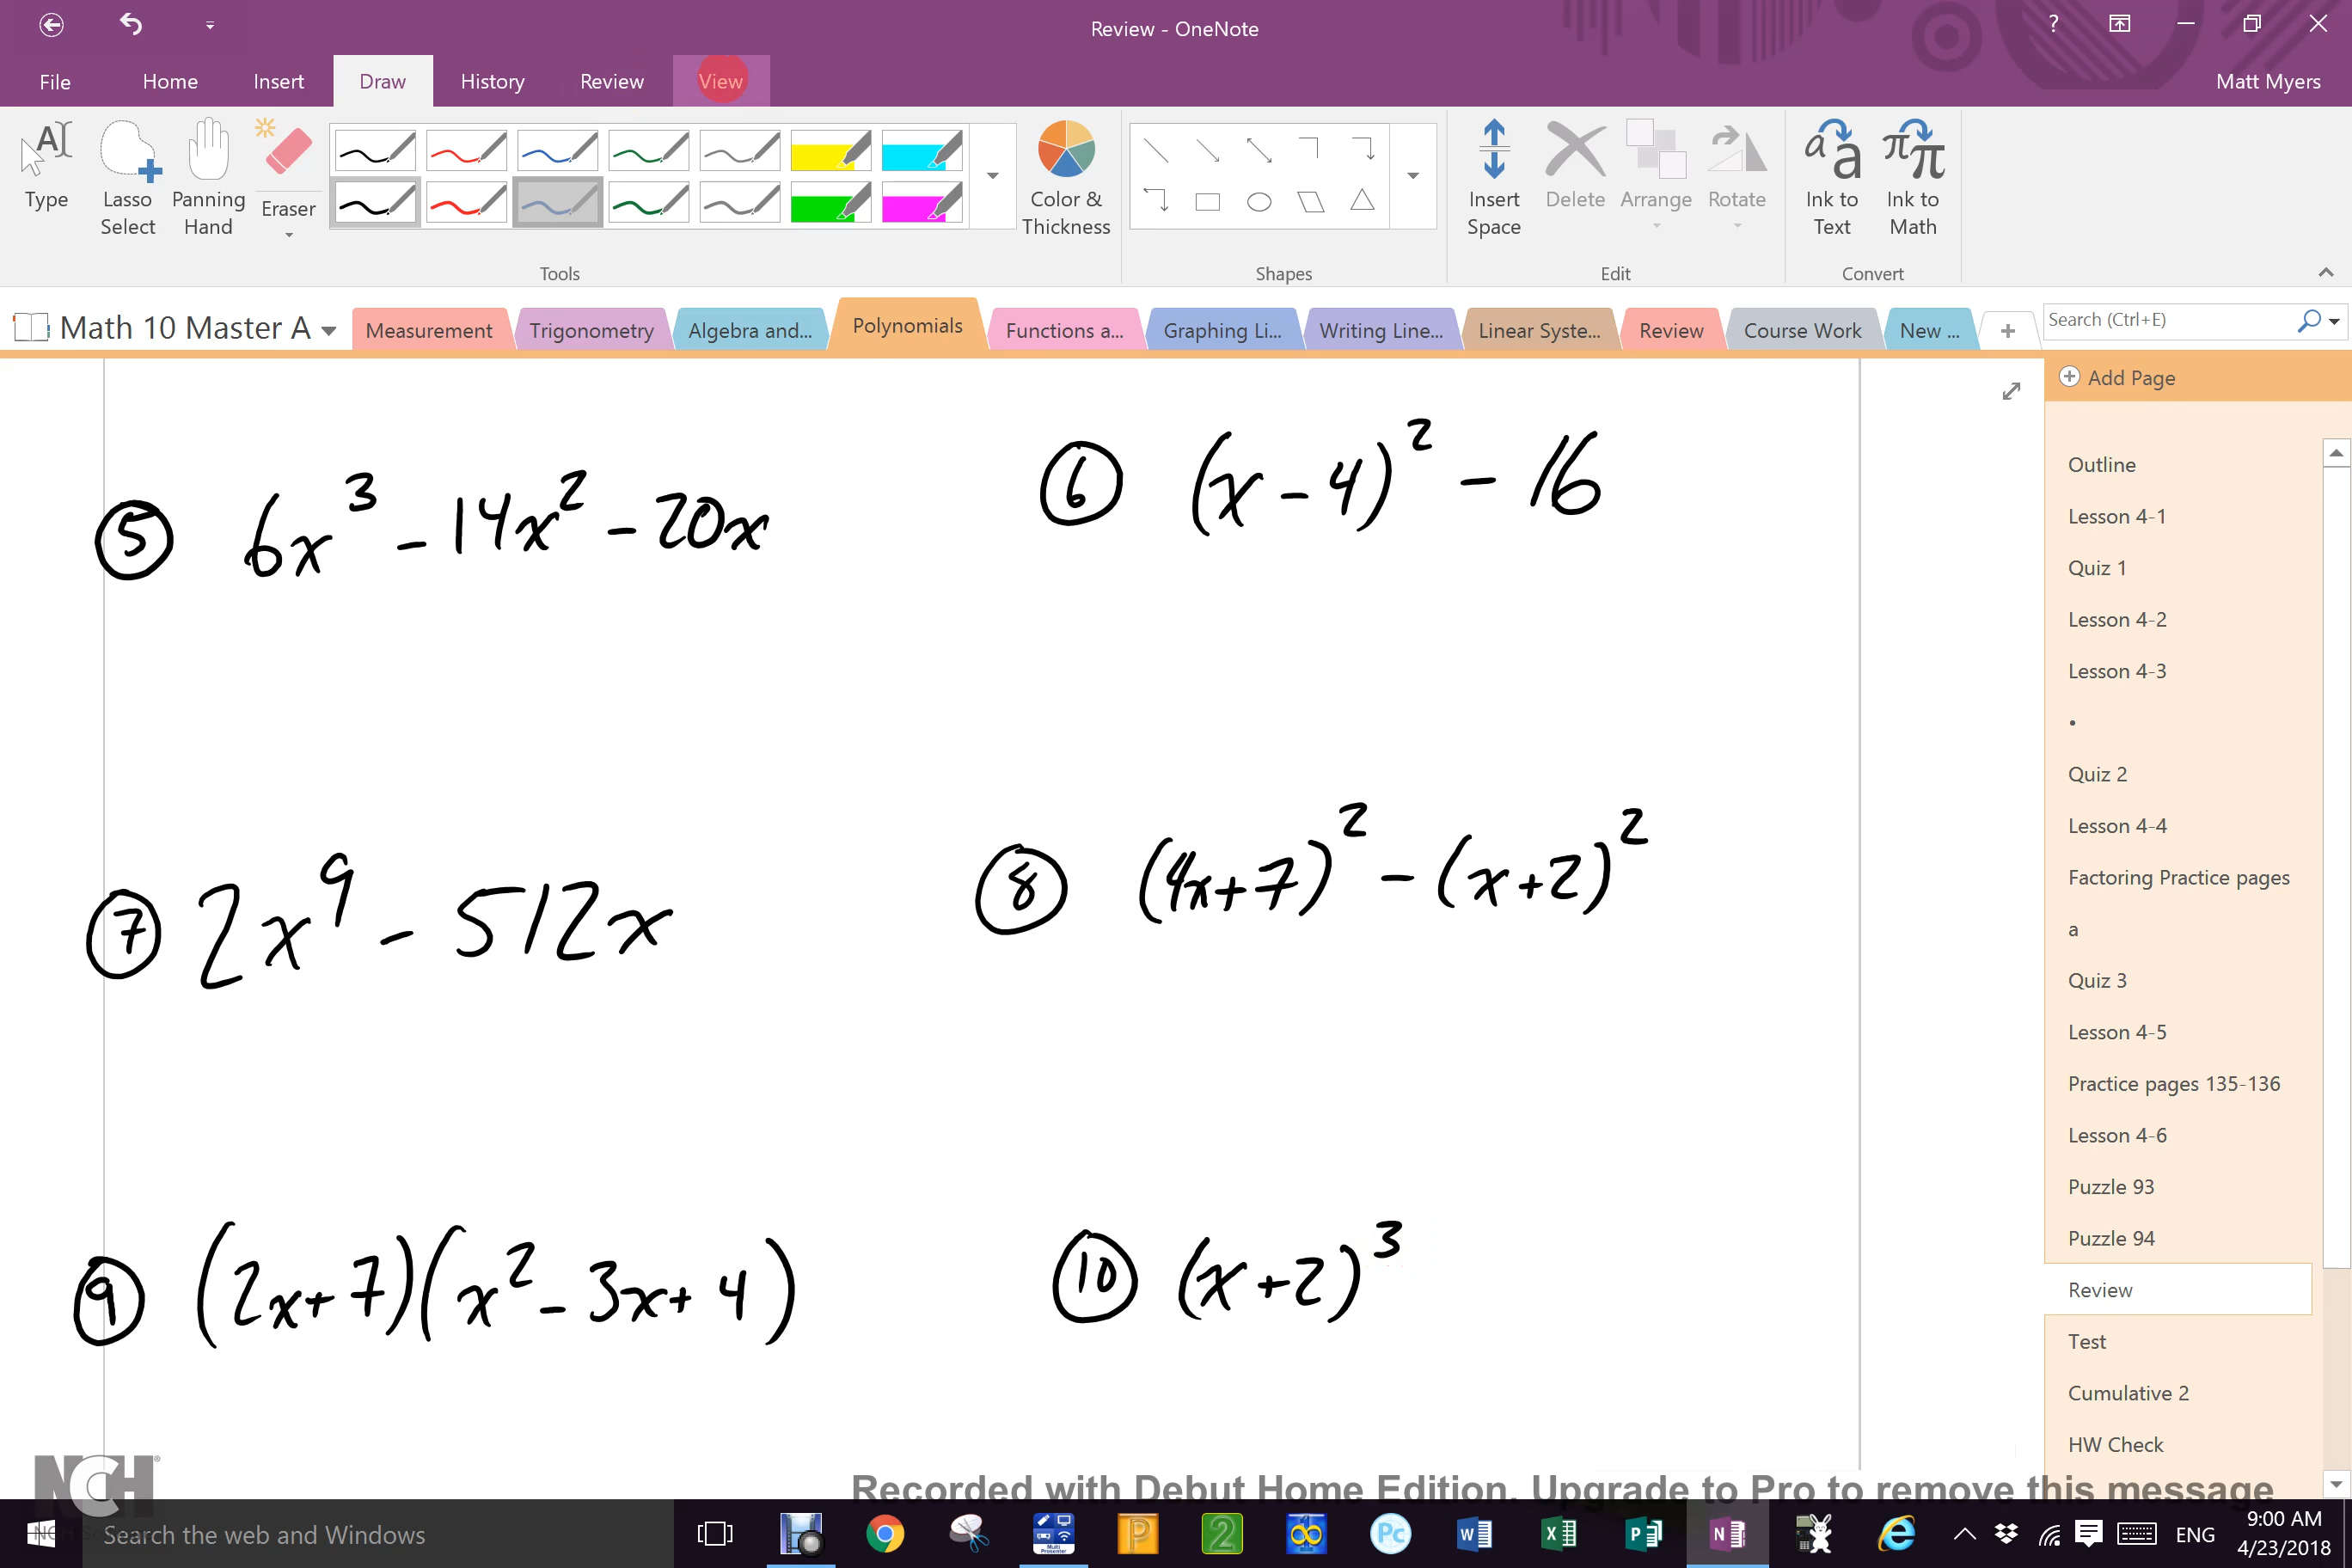 Review - OneNote
?
File
Home
Insert
Draw
History
Review
View
Matt Myers
Type
Lasso Select
Panning Hand
Eraser
Color & Thickness
Insert Space
Delete
Arrange
Rotate
Ink to Text
Ink to Math
Tools
Shapes
Edit
Convert
Math 10 Master A
Measurement
Trigonometry
Algebra and...
Polynomials
Functions a...
Graphing Li...
Writing Line...
Linear Syste...
Review
Course Work
New ...
Search (Ctrl+E)
⑤ 6x³ - 14x² - 20x
⑥ (x - 4)² - 16
⑦ 2x⁹ - 512x
⑧ (4x+7)² - (x+2)²
⑨ (2x+7)(x² - 3x + 4)
⑩ (x+2)³
Add Page
Outline
Lesson 4-1
Quiz 1
Lesson 4-2
Lesson 4-3
•
Quiz 2
Lesson 4-4
Factoring Practice pages
a
Quiz 3
Lesson 4-5
Practice pages 135-136
Lesson 4-6
Puzzle 93
Puzzle 94
Review
Test
Cumulative 2
HW Check
NCH
Recorded with Debut Home Edition. Upgrade to Pro to remove this message
Search the web and Windows
ENG
9:00 AM
4/23/2018